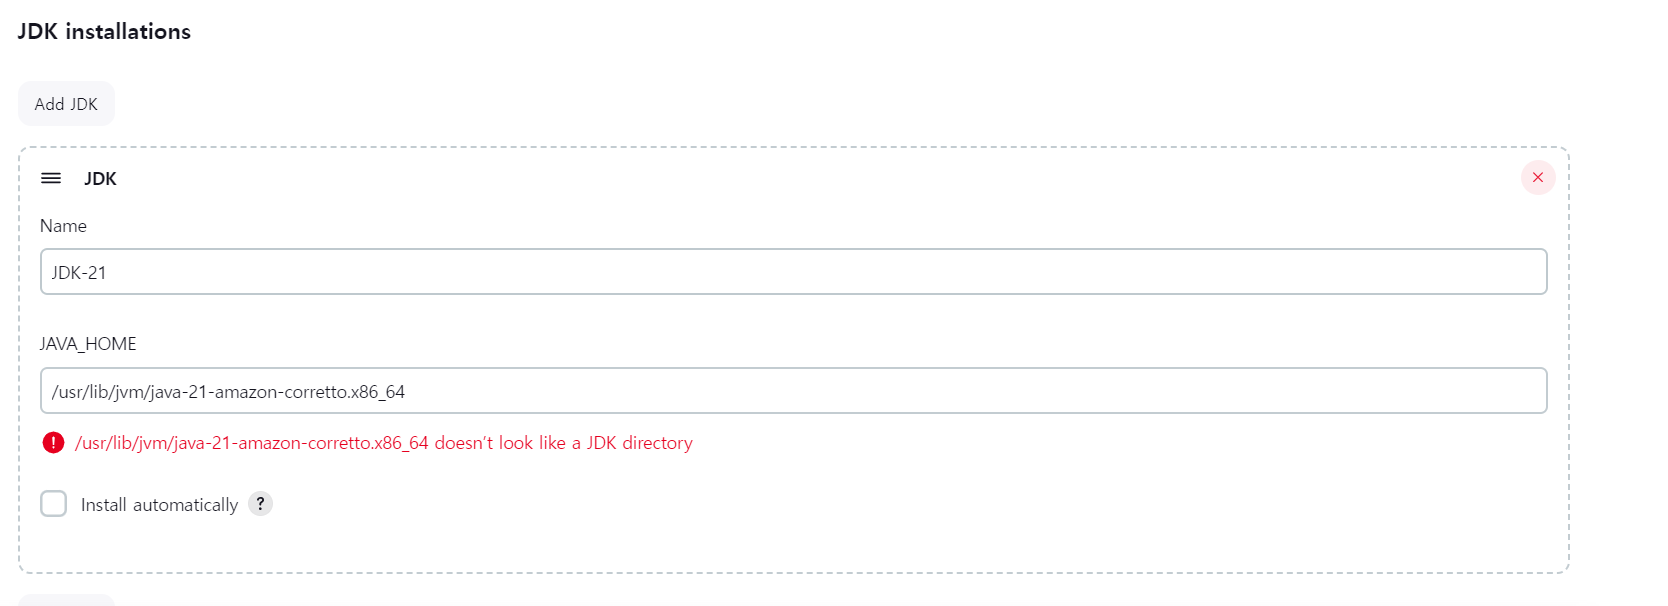 JDK installations
Add JDK
JDK
Name
JDK-21
JAVA_HOME
/usr/lib/jvm/java-21-amazon-corretto.x86_64
/usr/lib/jvm/java-21-amazon-corretto.x86_64 doesn't look like a JDK directory
Install automatically ?